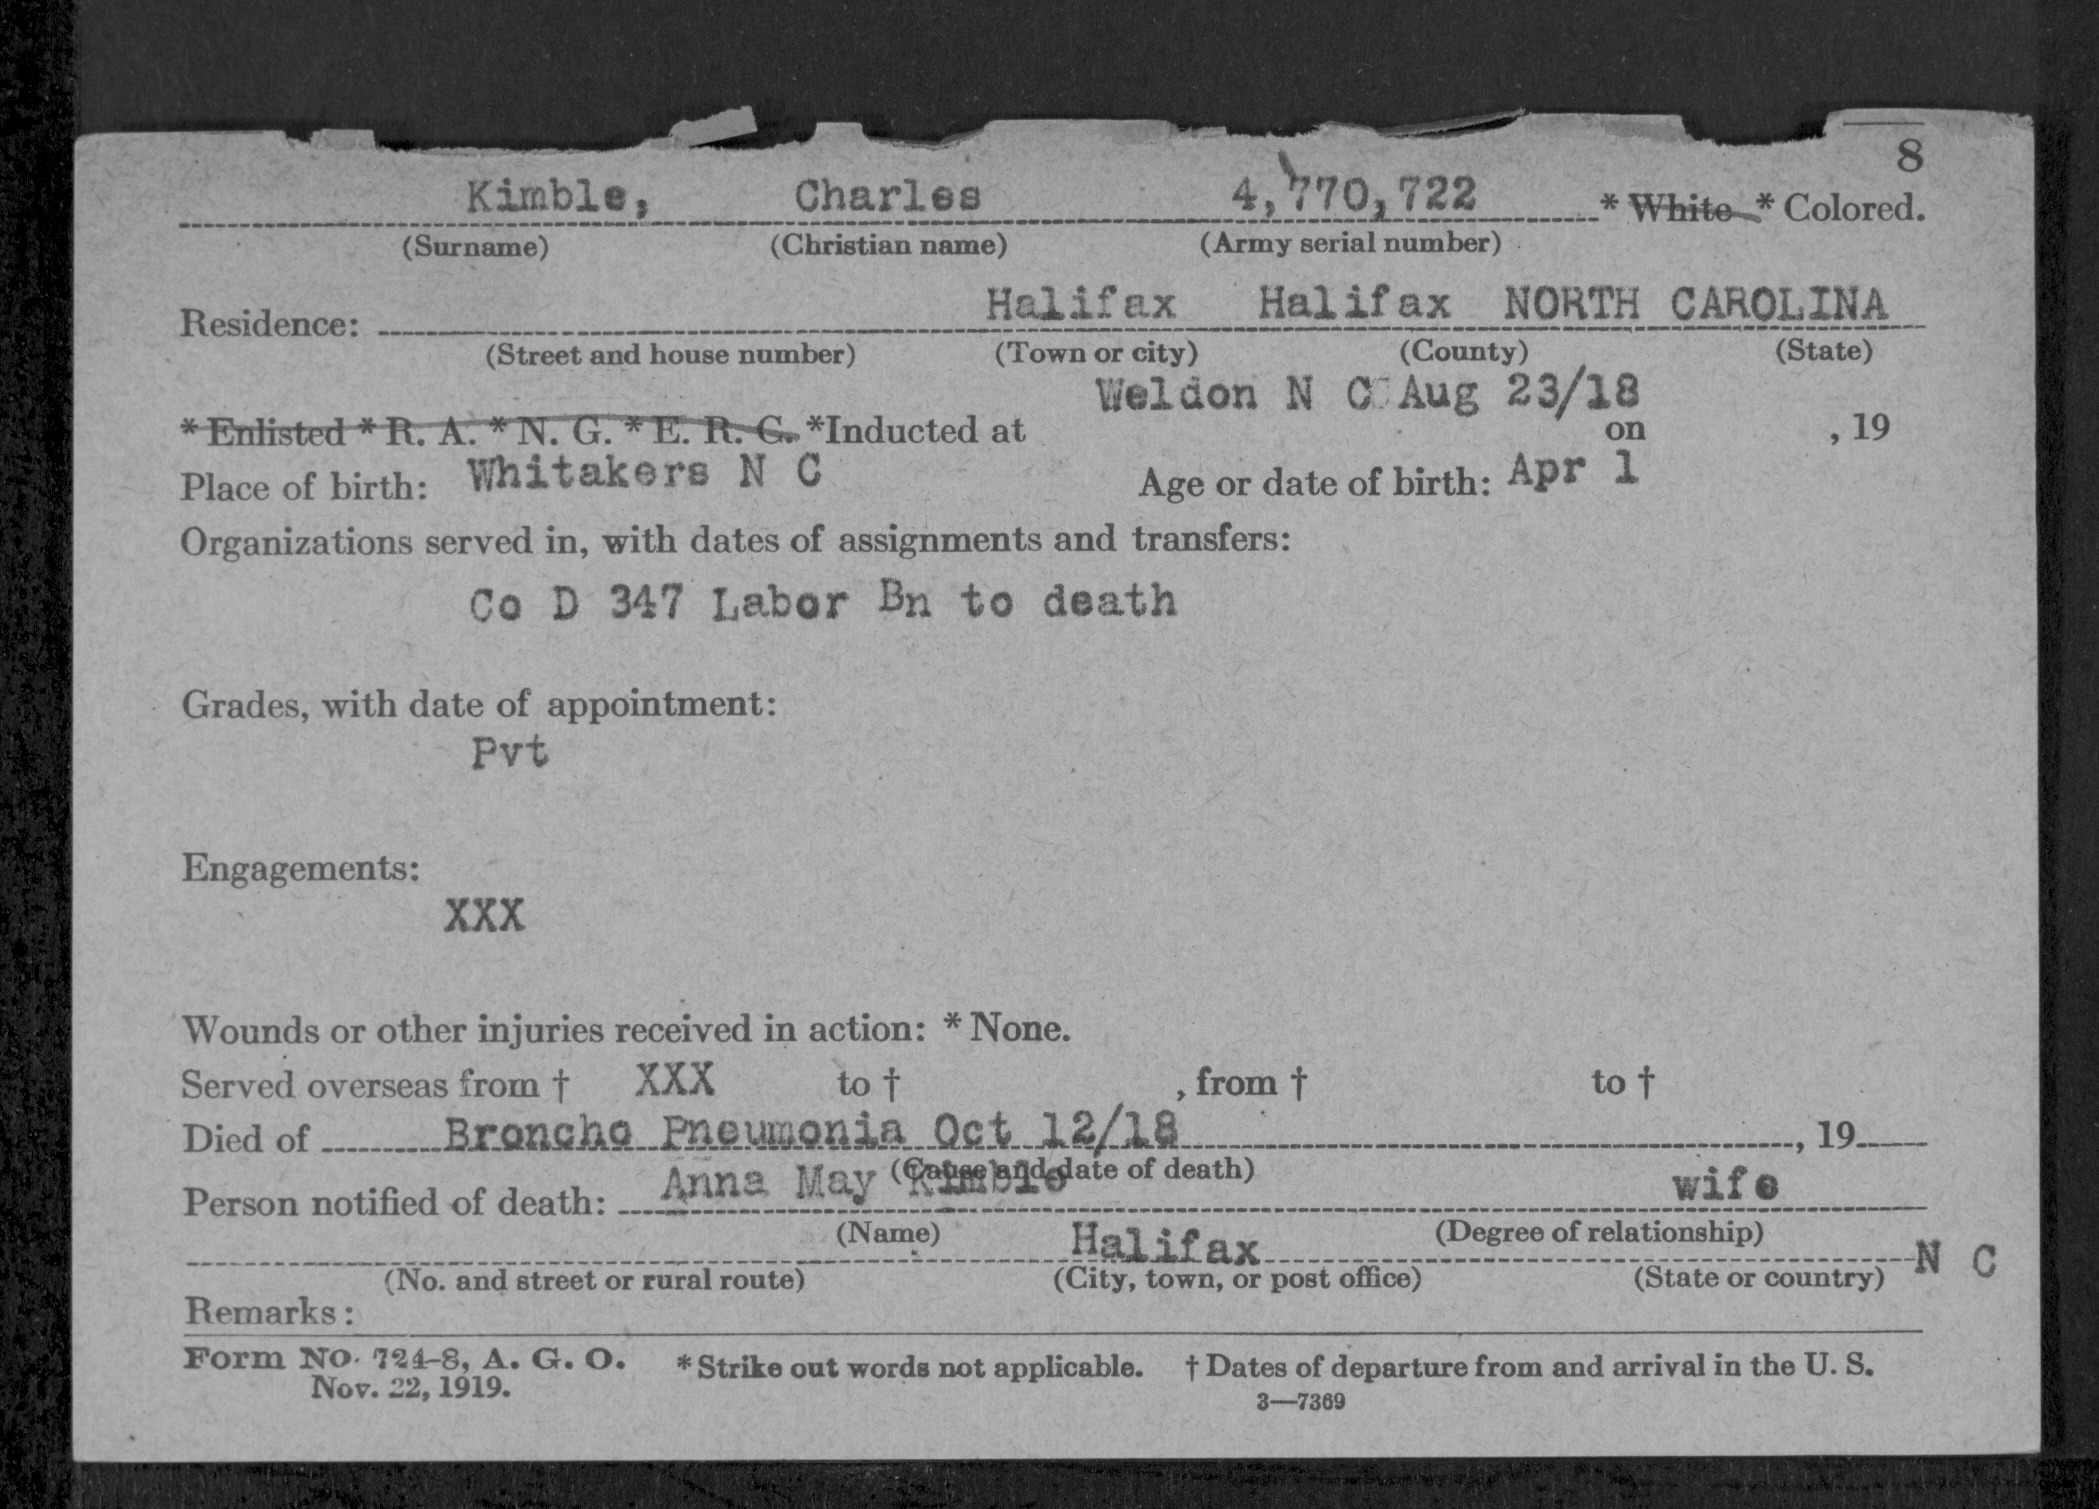 8
Kimble, Charles 4,770,722 * White * Colored.
(Surname) (Christian name) (Army serial number)
Halifax Halifax NORTH CAROLINA
Residence:
(Street and house number) (Town or city) (County) (State)
Weldon N C Aug 23/18
* Enlisted * R. A. * N. G. * E. R. C. *Inducted at on , 19
Place of birth: Whitakers N C Age or date of birth: Apr 1
Organizations served in, with dates of assignments and transfers:
Co D 347 Labor Bn to death
Grades, with date of appointment:
Pvt
Engagements:
XXX
Wounds or other injuries received in action: * None.
Served overseas from † XXX to † , from † to †
Died of Broncho Pneumonia Oct 12/18 , 19
(Cause and date of death)
Person notified of death: Anna May Kimble wife
(Name) (Degree of relationship)
Halifax N C
(No. and street or rural route) (City, town, or post office) (State or country)
Remarks:
Form No. 724-8, A. G. O. * Strike out words not applicable. † Dates of departure from and arrival in the U. S.
Nov. 22, 1919.
3—7369